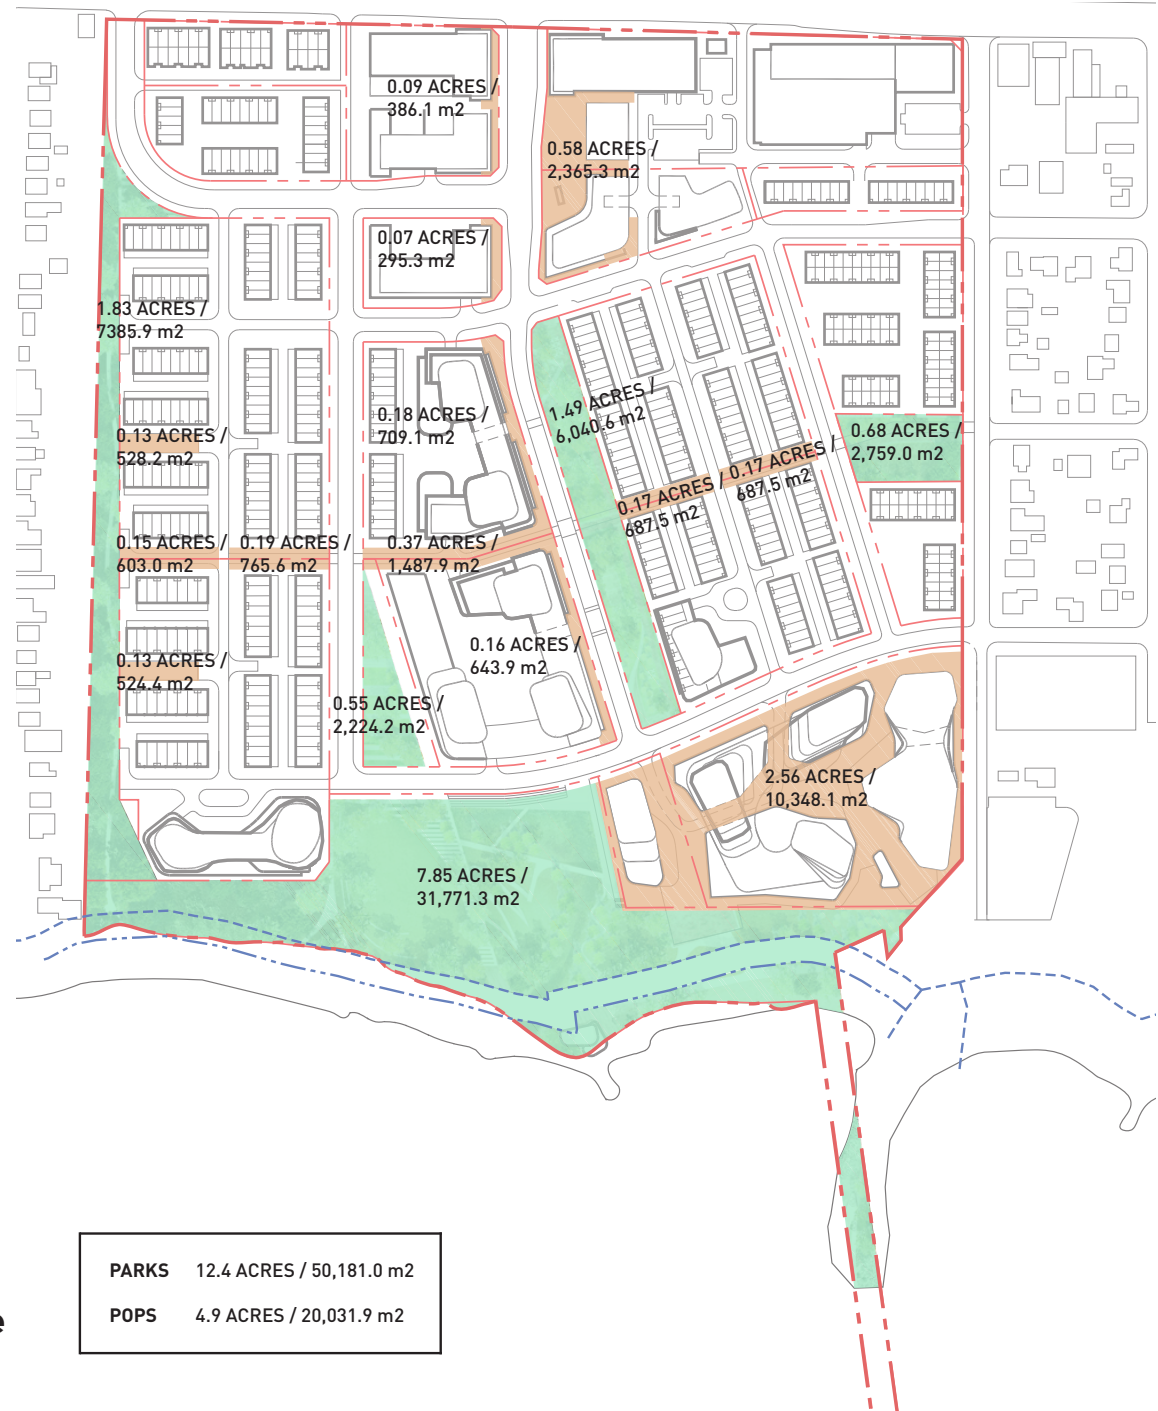 0.09 ACRES /
386.1 m2
0.58 ACRES /
2,365.3 m2
0.07 ACRES /
295.3 m2
1.83 ACRES /
7385.9 m2
0.18 ACRES /
709.1 m2
1.49 ACRES /
6,040.6 m2
0.13 ACRES /
528.2 m2
0.68 ACRES /
2,759.0 m2
0.17 ACRES /
687.5 m2
0.17 ACRES /
687.5 m2
0.15 ACRES /
603.0 m2
0.19 ACRES /
765.6 m2
0.37 ACRES /
1,487.9 m2
0.16 ACRES /
643.9 m2
0.13 ACRES /
524.4 m2
0.55 ACRES /
2,224.2 m2
2.56 ACRES /
10,348.1 m2
7.85 ACRES /
31,771.3 m2
PARKS 12.4 ACRES / 50,181.0 m2
POPS 4.9 ACRES / 20,031.9 m2
e